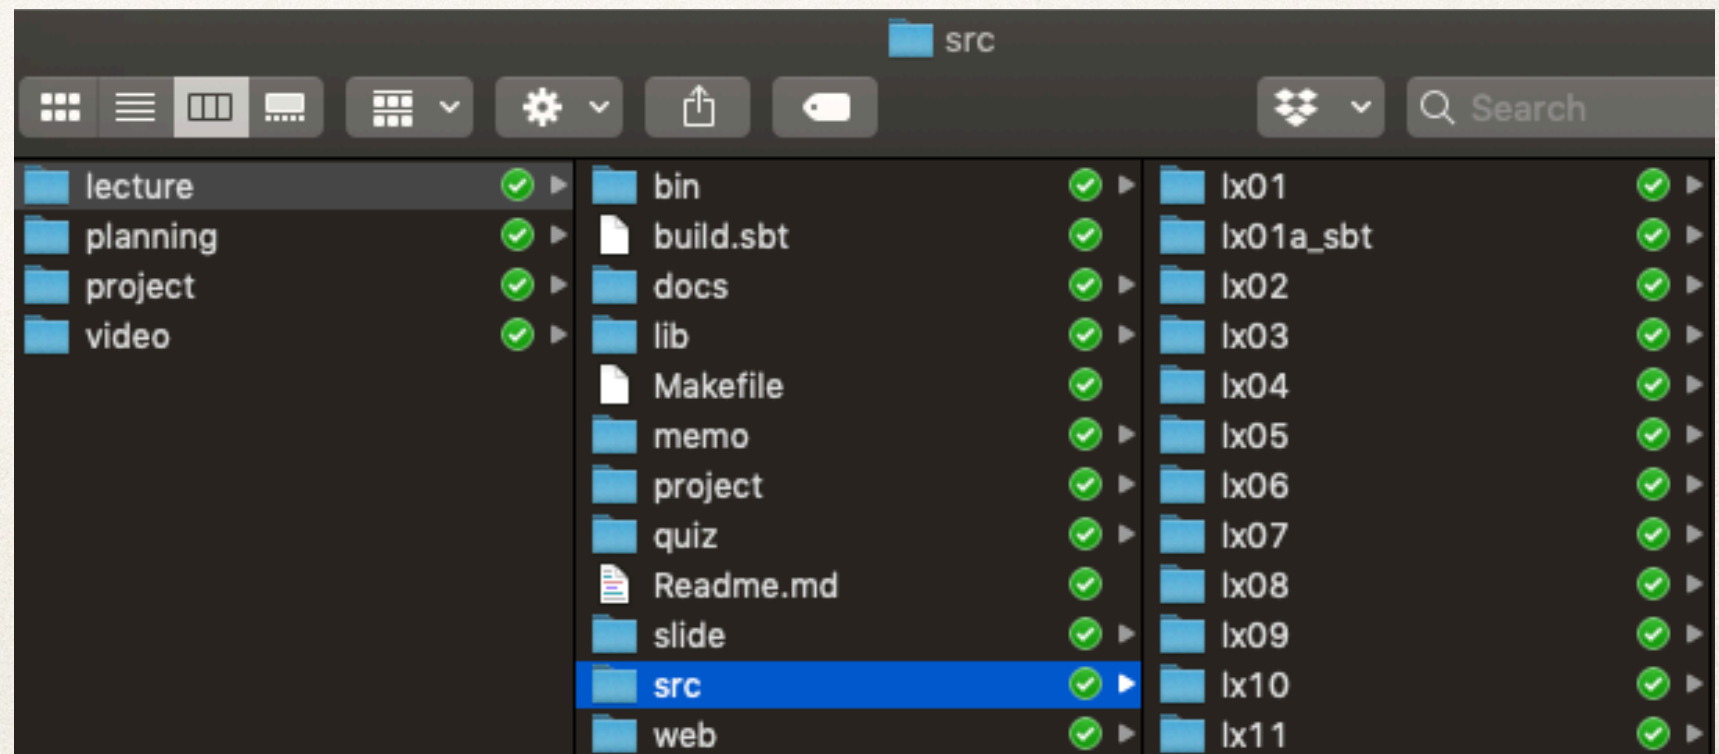 src
Search
lecture
planning
project
video
bin
build.sbt
docs
lib
Makefile
memo
project
quiz
Readme.md
slide
src
web
lx01
lx01a_sbt
lx02
lx03
lx04
lx05
lx06
lx07
lx08
lx09
lx10
lx11